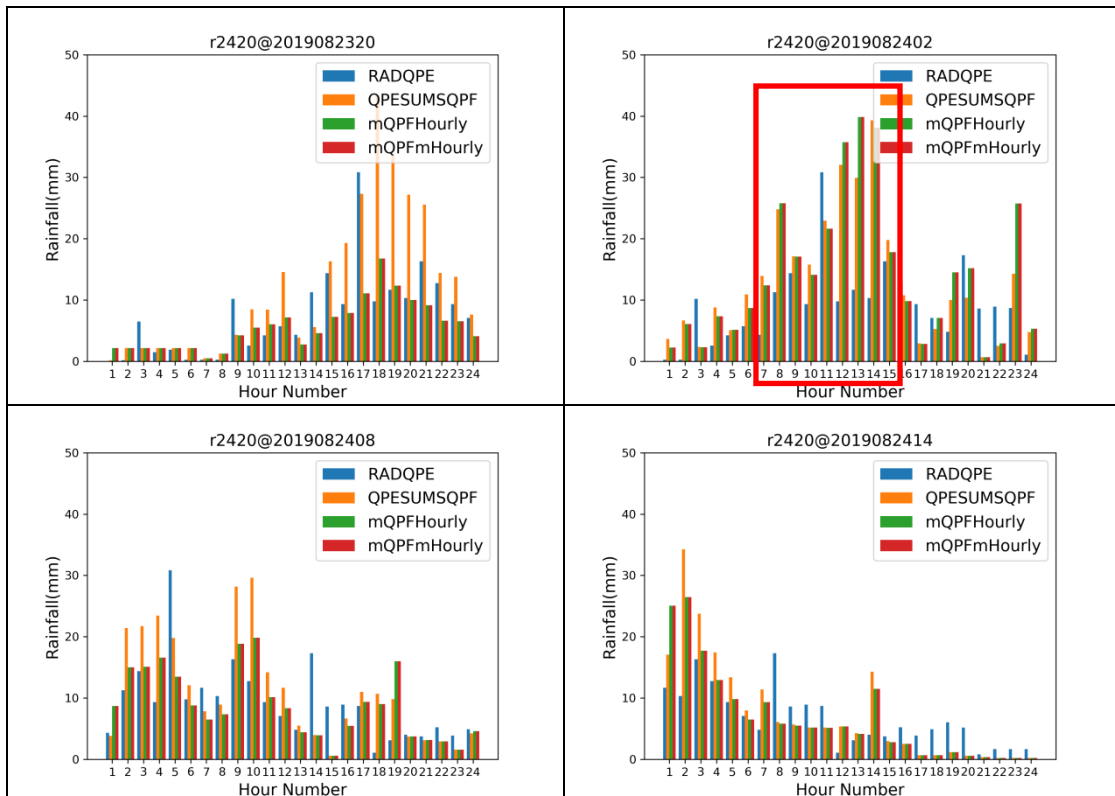 r2420@2019082320
50
40
30
20
10
0
Rainfall(mm)
RADQPE
QPESUMSQPF
mQPFHourly
mQPFmHourly
1 2 3 4 5 6 7 8 9 10 11 12 13 14 15 16 17 18 19 20 21 22 23 24
Hour Number
r2420@2019082402
50
40
30
20
10
0
Rainfall(mm)
RADQPE
QPESUMSQPF
mQPFHourly
mQPFmHourly
1 2 3 4 5 6 7 8 9 10 11 12 13 14 15 16 17 18 19 20 21 22 23 24
Hour Number
r2420@2019082408
50
40
30
20
10
0
Rainfall(mm)
RADQPE
QPESUMSQPF
mQPFHourly
mQPFmHourly
1 2 3 4 5 6 7 8 9 10 11 12 13 14 15 16 17 18 19 20 21 22 23 24
Hour Number
r2420@2019082414
50
40
30
20
10
0
Rainfall(mm)
RADQPE
QPESUMSQPF
mQPFHourly
mQPFmHourly
1 2 3 4 5 6 7 8 9 10 11 12 13 14 15 16 17 18 19 20 21 22 23 24
Hour Number